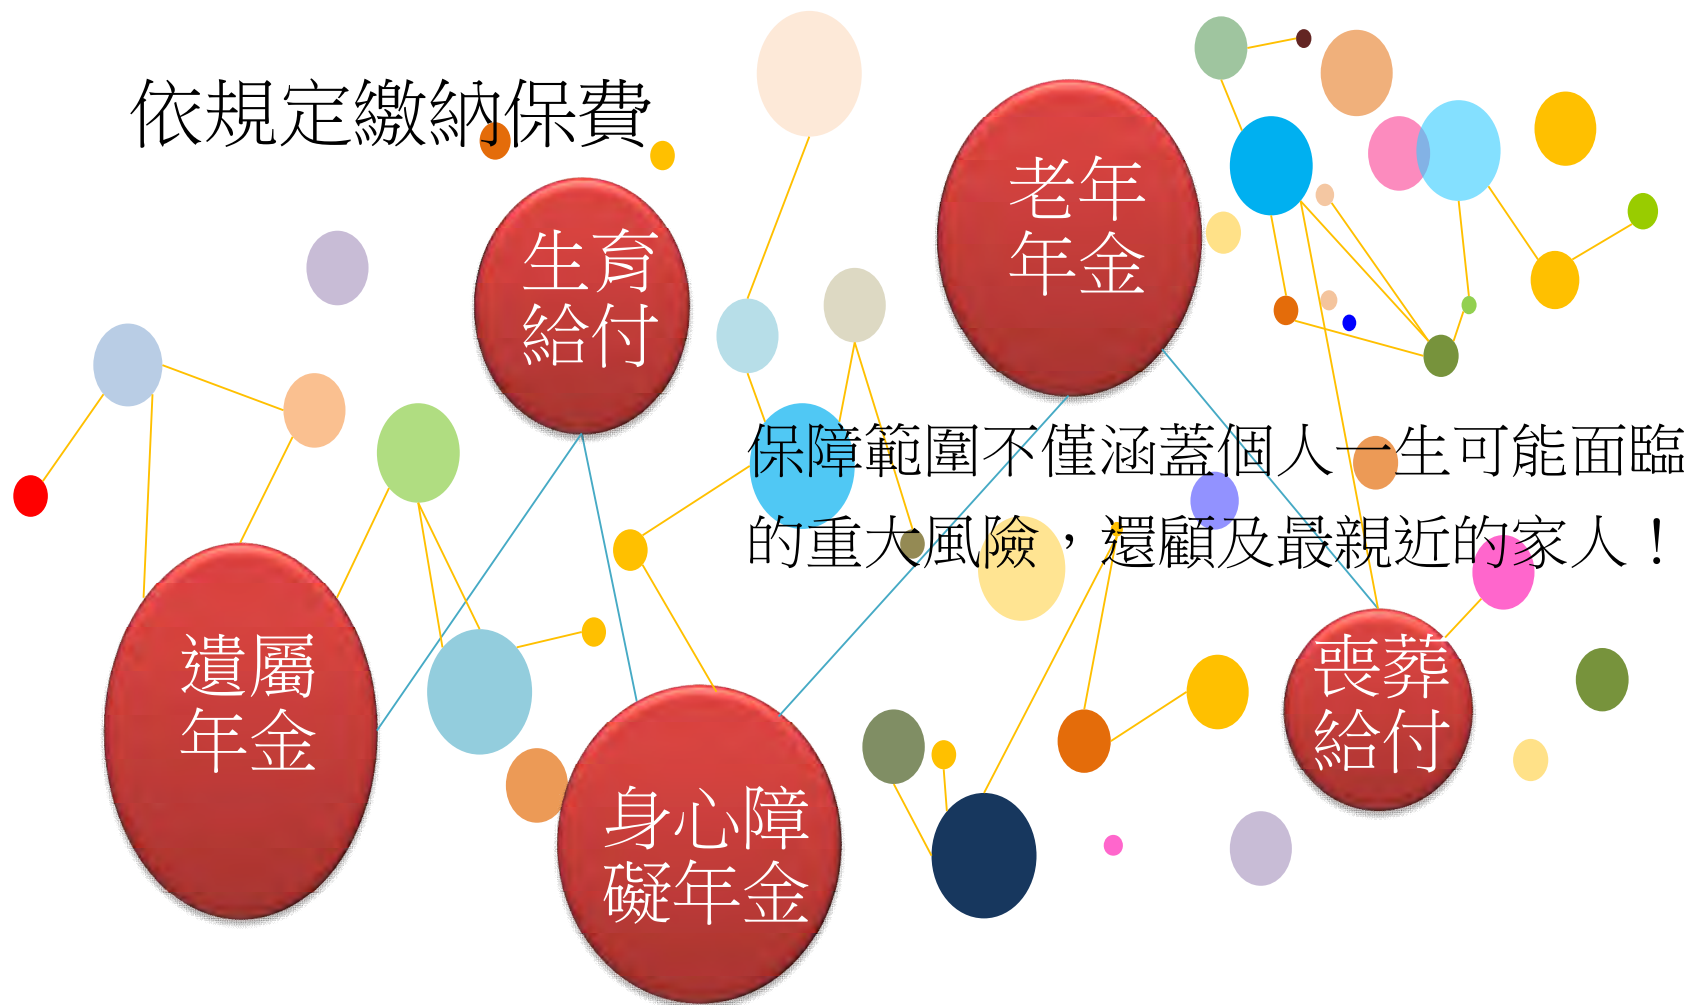 依規定繳納保費
生育
給付
老年
年金
保障範圍不僅涵蓋個人一生可能面臨
的重大風險，還顧及最親近的家人！
遺屬
年金
身心障
礙年金
喪葬
給付